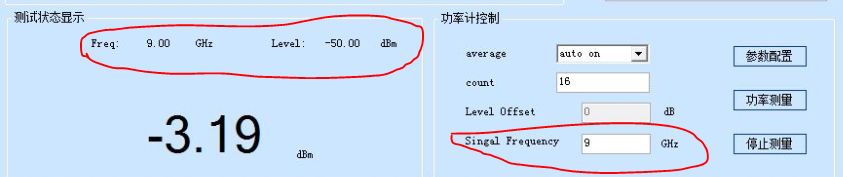 测试状态显示
Freq: 9.00 GHz Level: -50.00 dBm
-3.19 dBm
功率计控制
average auto on 参数配置
count 16
功率测量
Level Offset 0 dB
Singal Frequency 9 GHz 停止测量